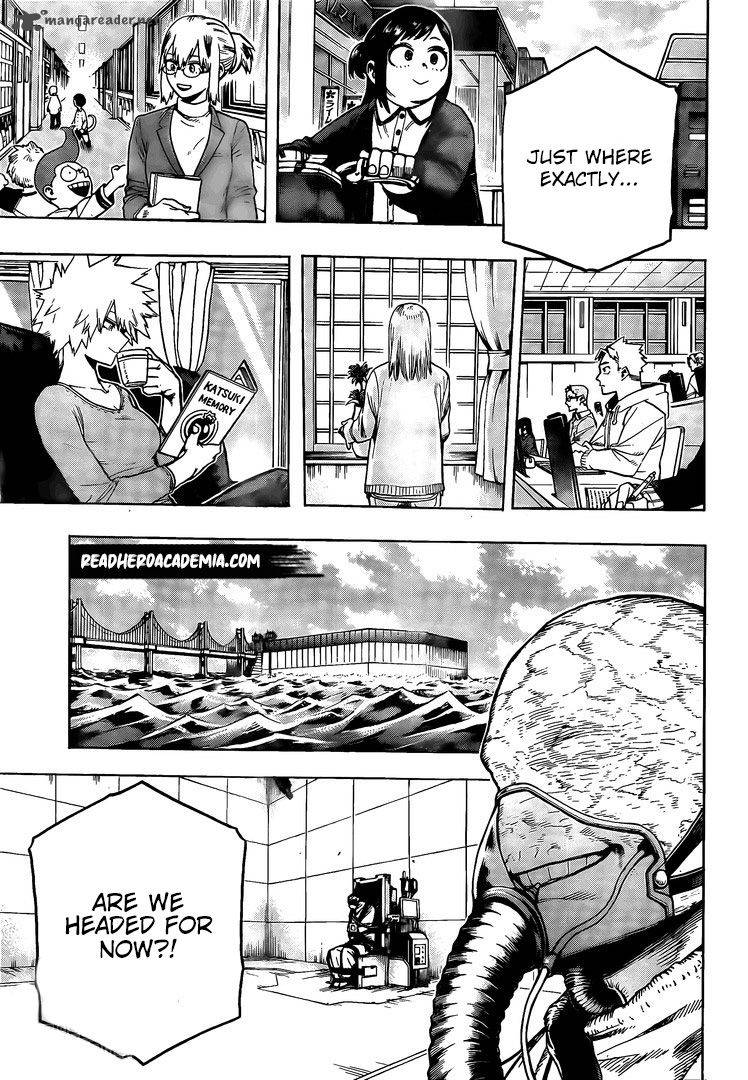 mangareader.net
JUST WHERE
EXACTLY...
KATSUKI
MEMORY
READHEROACADEMIA.COM
ARE WE
HEADED FOR
NOW?!